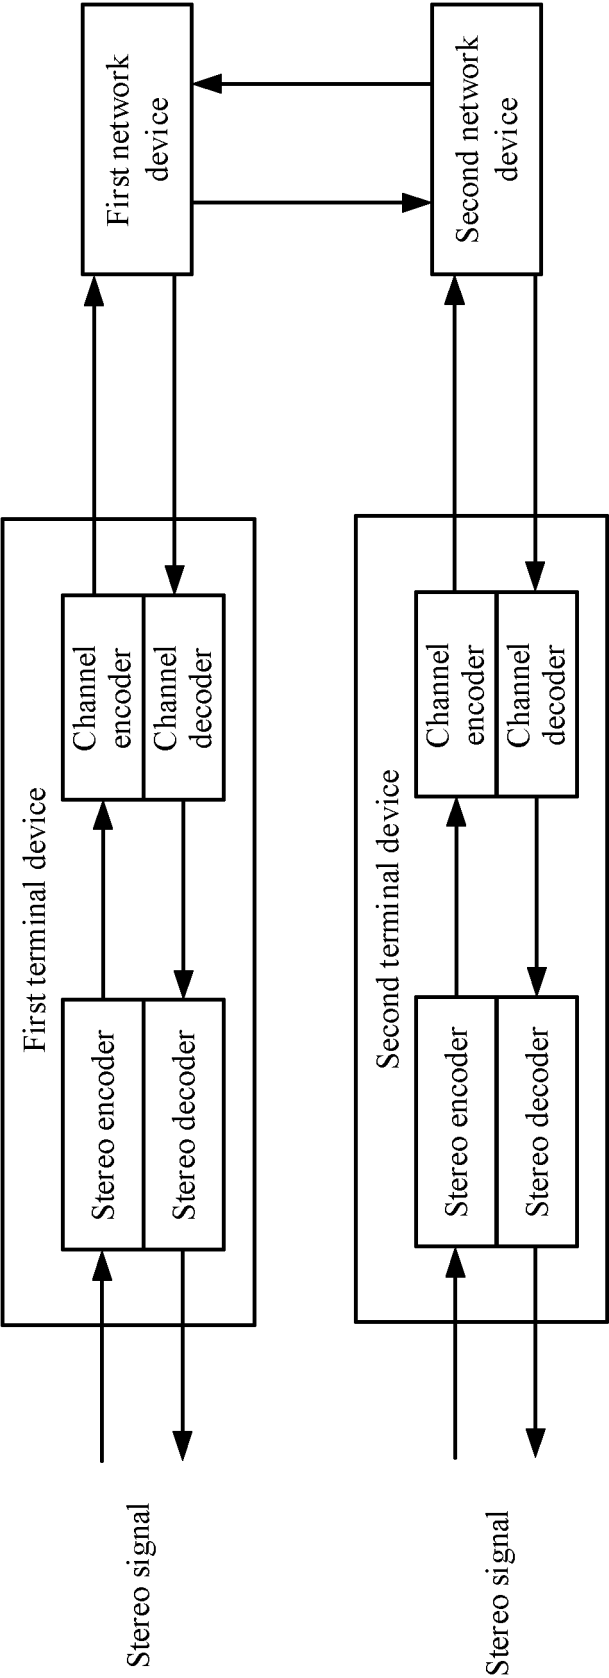 First terminal device
Stereo signal
Stereo encoder
Stereo decoder
Channel
encoder
Channel
decoder
First network
device
Second terminal device
Stereo signal
Stereo encoder
Stereo decoder
Channel
encoder
Channel
decoder
Second network
device